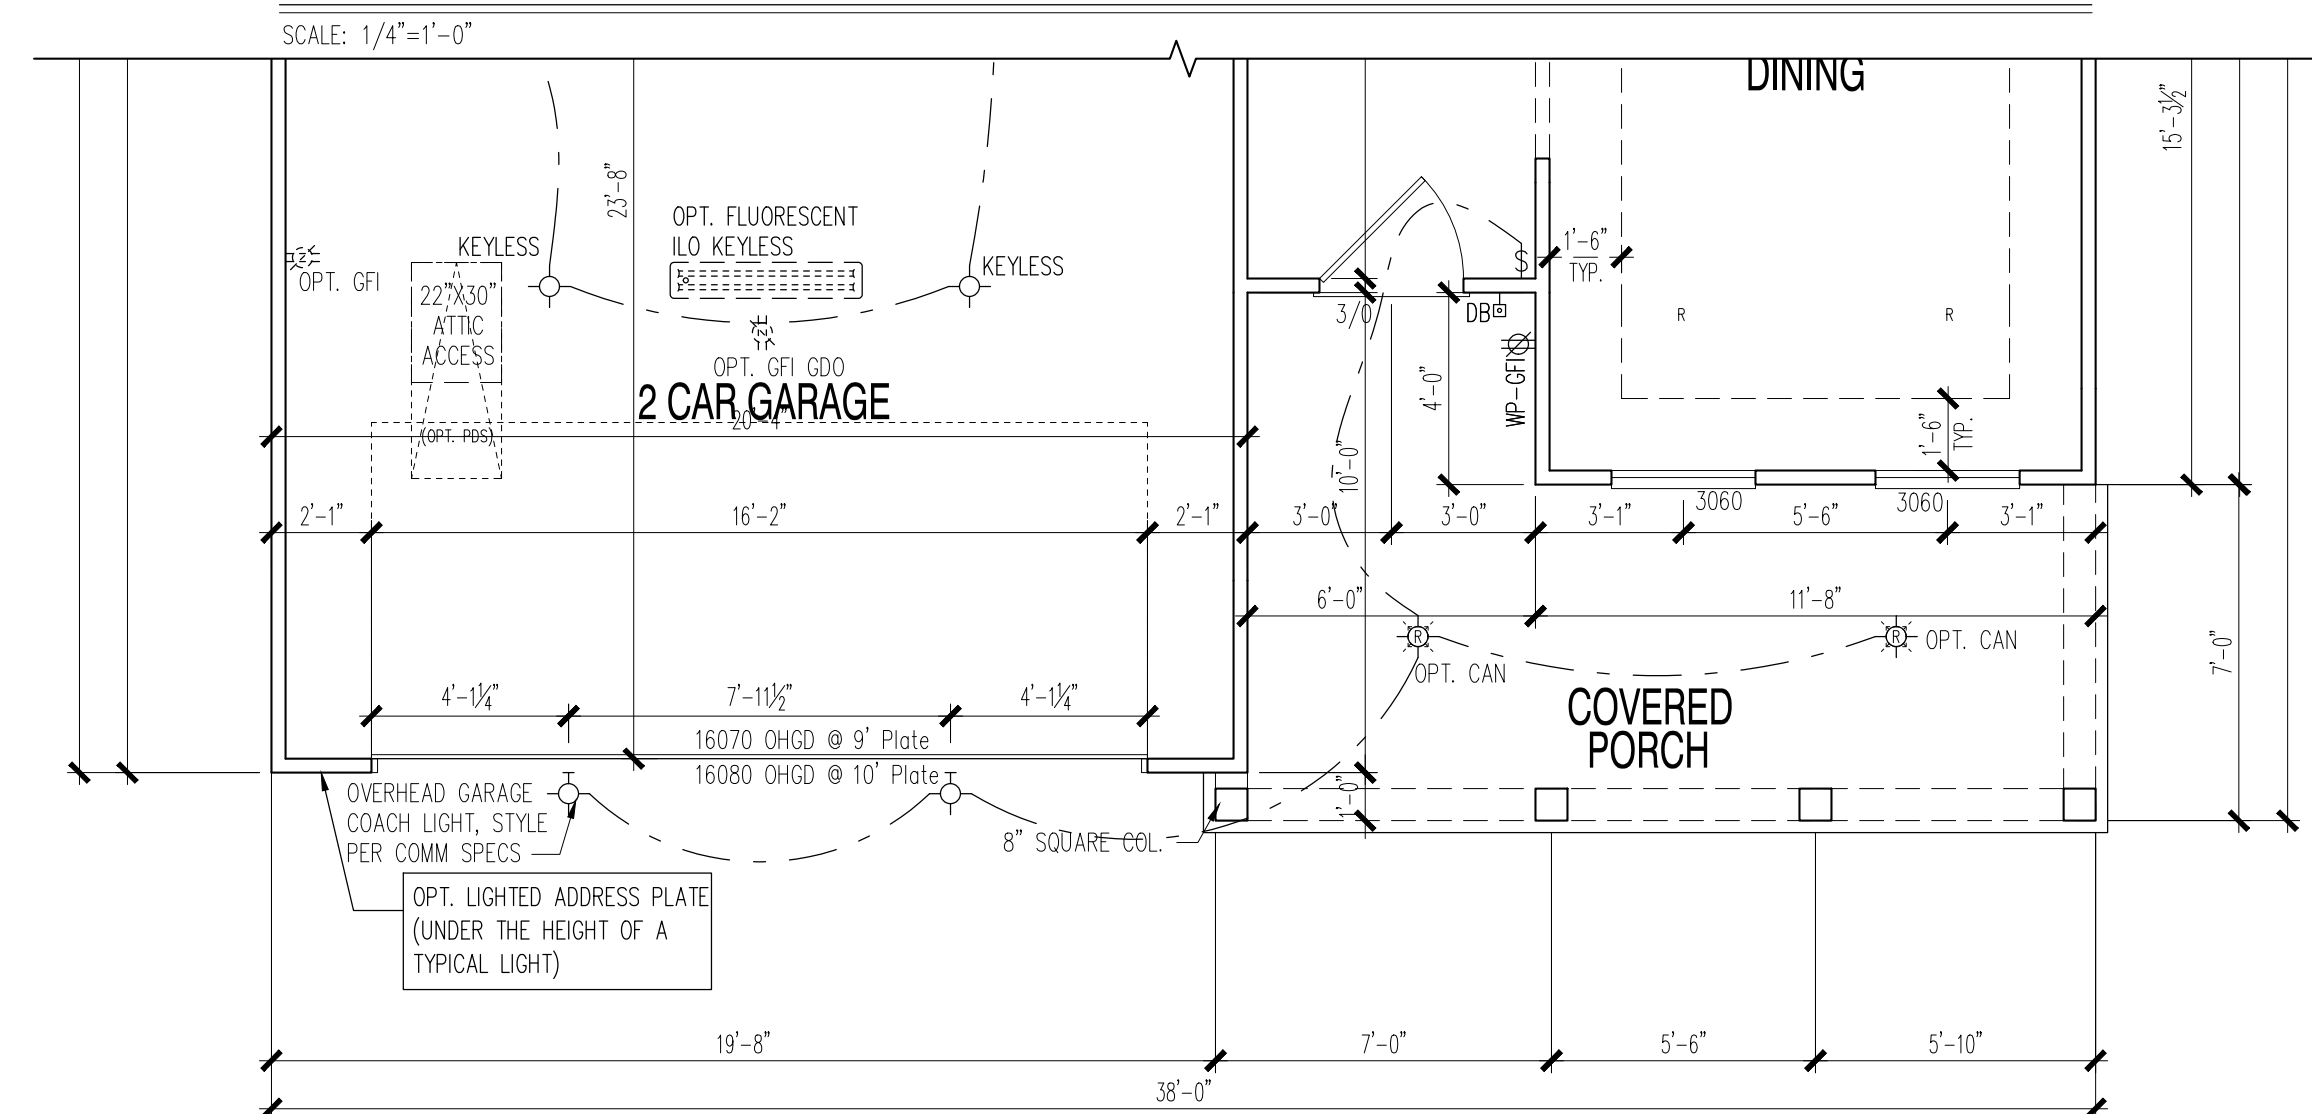 SCALE: 1/4"=1'-0"
DINING
15'-3½"
23'-8"
OPT. FLUORESCENT
ILO KEYLESS
KEYLESS
KEYLESS
OPT. GFI
22"X30"
ATTIC
ACCESS
(OPT. PDS)
OPT. GFI GDO
2 CAR GARAGE
20'-4"
S
1'-6"
TYP.
3/0
DB
WP-GFI
R
R
4'-0"
10'-0"
1'-6"
TYP.
3060
3060
2'-1"
16'-2"
2'-1"
3'-0"
3'-0"
3'-1"
5'-6"
3'-1"
6'-0"
11'-8"
R
OPT. CAN
R
OPT. CAN
7'-0"
4'-1¼"
7'-11½"
4'-1¼"
16070 OHGD @ 9' Plate
16080 OHGD @ 10' Plate
COVERED
PORCH
1'-0"
OVERHEAD GARAGE
COACH LIGHT, STYLE
PER COMM SPECS
8" SQUARE COL.
OPT. LIGHTED ADDRESS PLATE
(UNDER THE HEIGHT OF A
TYPICAL LIGHT)
19'-8"
7'-0"
5'-6"
5'-10"
38'-0"